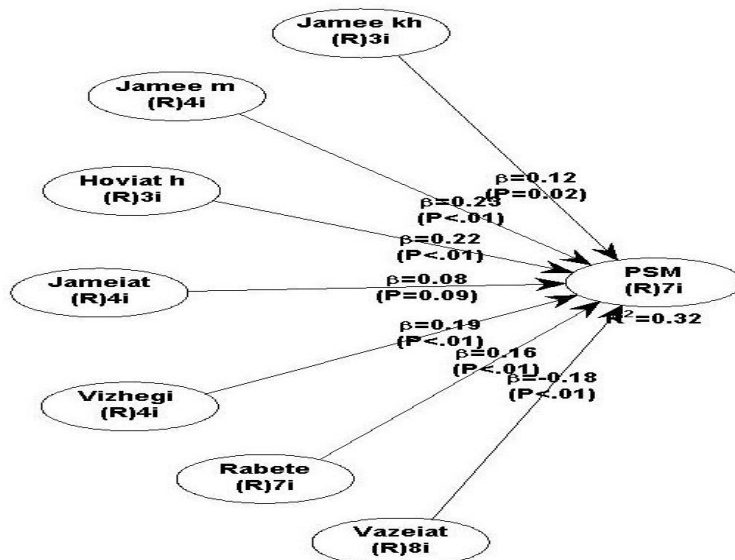 Jamee kh
(R)3i
Jamee m
(R)4i
β=0.12
(P=0.02)
Hoviat h
(R)3i
β=0.23
(P<.01)
β=0.22
(P<.01)
Jameiat
(R)4i
β=0.08
(P=0.09)
PSM
(R)7i
R²=0.32
β=0.19
(P<.01)
β=0.16
(P<.01)
β=-0.18
(P<.01)
Vizhegi
(R)4i
Rabete
(R)7i
Vazeiat
(R)8i